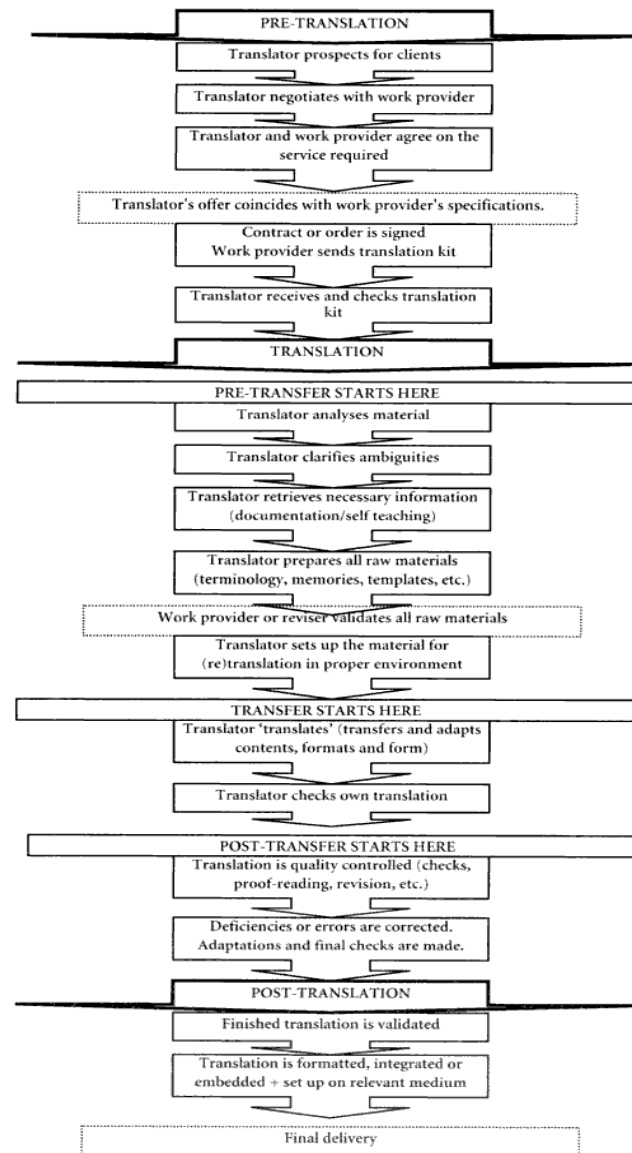 PRE-TRANSLATION
Translator prospects for clients
Translator negotiates with work provider
Translator and work provider agree on the
service required
Translator's offer coincides with work provider's specifications.
Contract or order is signed
Work provider sends translation kit
Translator receives and checks translation
kit
TRANSLATION
PRE-TRANSFER STARTS HERE
Translator analyses material
Translator clarifies ambiguities
Translator retrieves necessary information
(documentation/self teaching)
Translator prepares all raw materials
(terminology, memories, templates, etc.)
Work provider or reviser validates all raw materials
Translator sets up the material for
(re)translation in proper environment
TRANSFER STARTS HERE
Translator ‘translates’ (transfers and adapts
contents, formats and form)
Translator checks own translation
POST-TRANSFER STARTS HERE
Translation is quality controlled (checks,
proof-reading, revision, etc.)
Deficiencies or errors are corrected.
Adaptations and final checks are made.
POST-TRANSLATION
Finished translation is validated
Translation is formatted, integrated or
embedded + set up on relevant medium
Final delivery